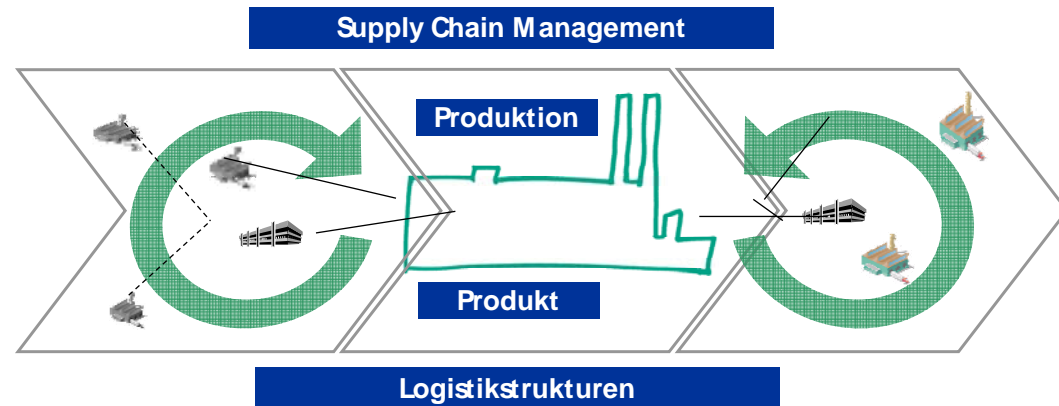 Supply Chain Management
Produktion
Produkt
Logistikstrukturen